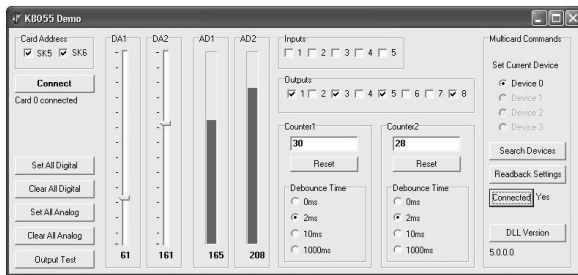 K8055 Demo
Card Address
SK5 SK6
Connect
Card 0 connected
Set All Digital
Clear All Digital
Set All Analog
Clear All Analog
Output Test
DA1
61
DA2
161
AD1
165
AD2
208
Inputs
1 2 3 4 5
Outputs
1 2 3 4 5 6 7 8
Counter1
30
Reset
Debounce Time
0ms
2ms
10ms
1000ms
Counter2
28
Reset
Debounce Time
0ms
2ms
10ms
1000ms
Multicard Commands
Set Current Device
Device 0
Device 1
Device 2
Device 3
Search Devices
Readback Settings
Connected Yes
DLL Version
5.0.0.0